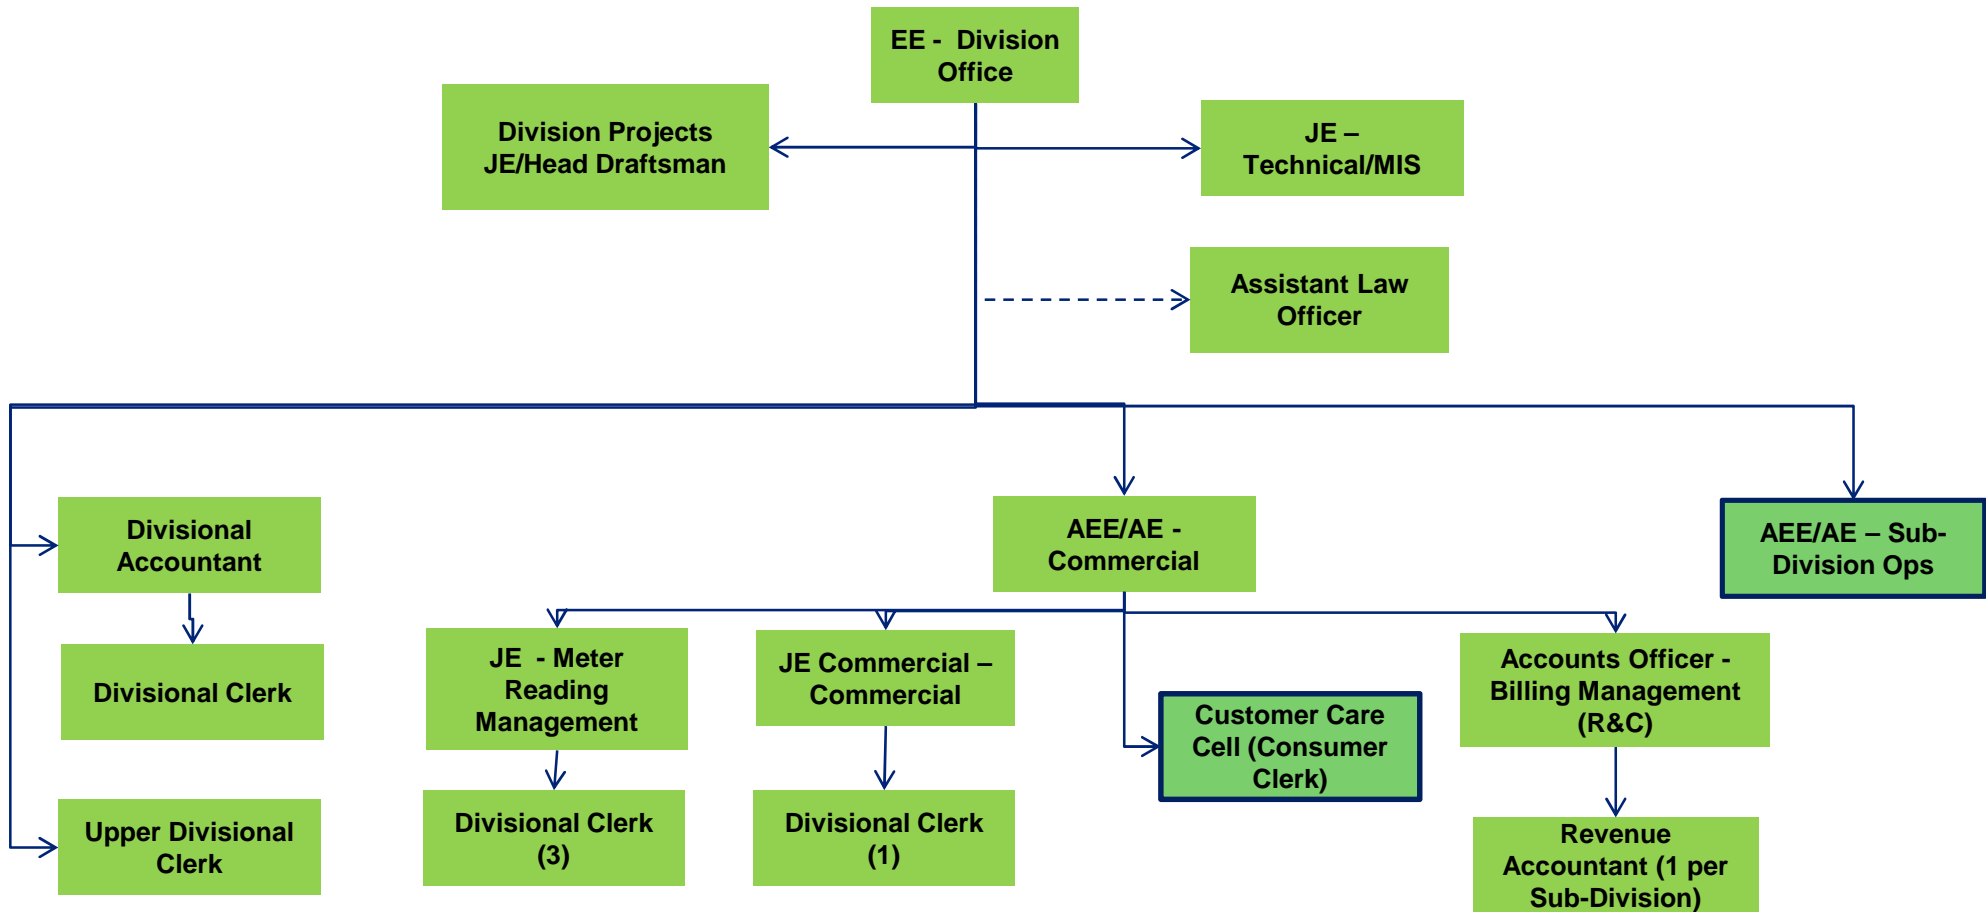 EE -  Division
Office
Division Projects
JE/Head Draftsman
JE –
Technical/MIS
Assistant Law
Officer
Divisional
Accountant
AEE/AE -
Commercial
AEE/AE – Sub-
Division Ops
Divisional Clerk
JE  - Meter
Reading
Management
JE Commercial –
Commercial
Customer Care
Cell (Consumer
Clerk)
Accounts Officer -
Billing Management
(R&C)
Upper Divisional
Clerk
Divisional Clerk
(3)
Divisional Clerk
(1)
Revenue
Accountant (1 per
Sub-Division)